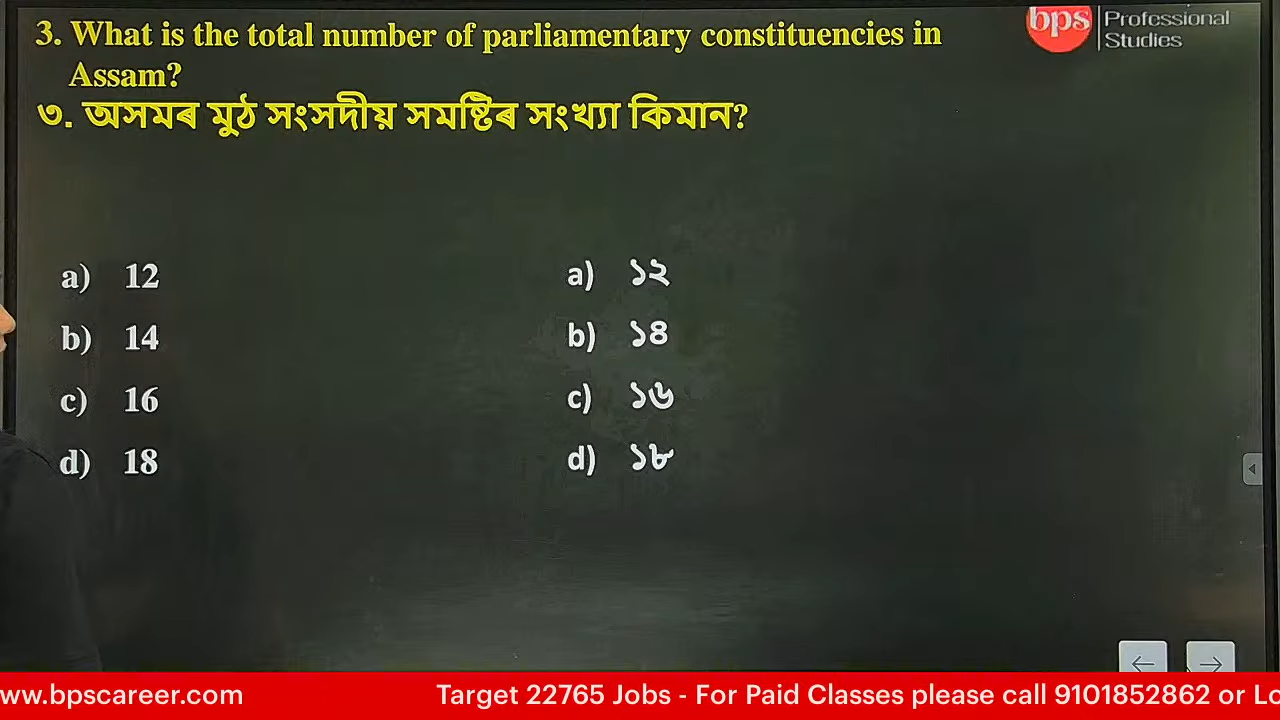 3. What is the total number of parliamentary constituencies in
Assam?
৩. অসমৰ মুঠ সংসদীয় সমষ্টিৰ সংখ্যা কিমান?
bps Professional
Studies
a) 12 a) ১২
b) 14 b) ১৪
c) 16 c) ১৬
d) 18 d) ১৮
www.bpscareer.com Target 22765 Jobs - For Paid Classes please call 9101852862 or